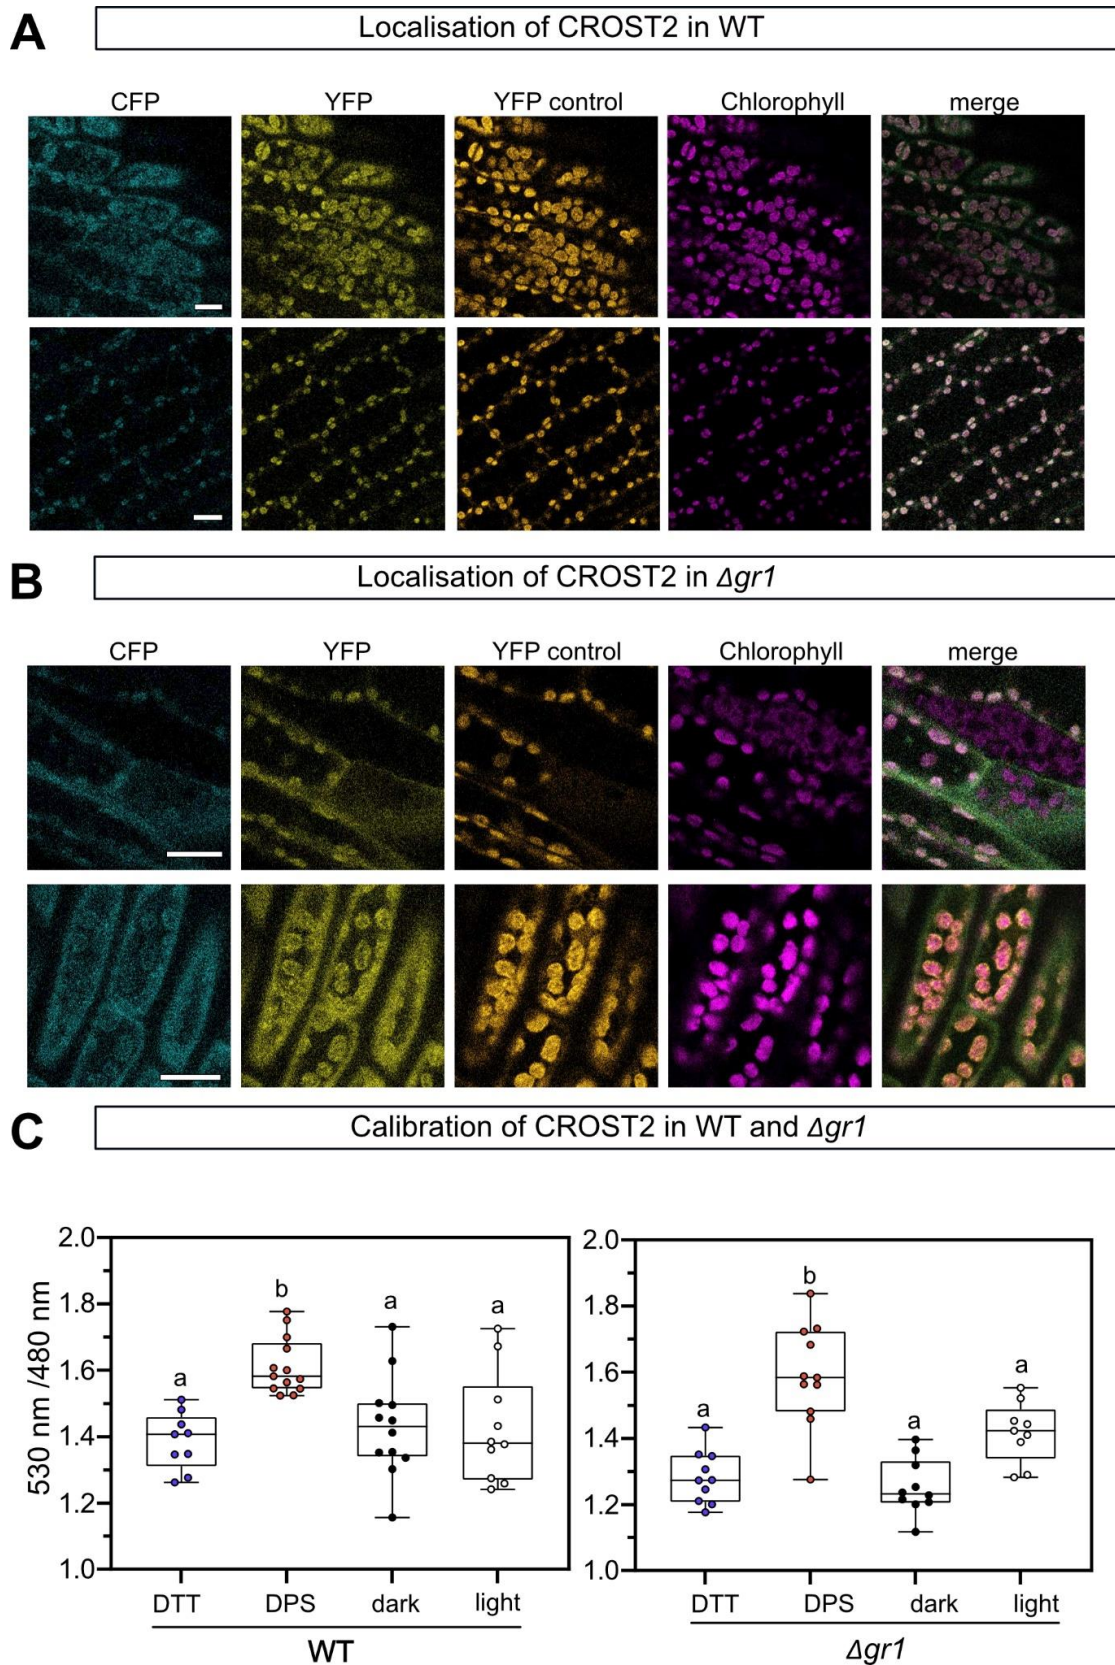 A
Localisation of CROST2 in WT
CFP YFP YFP control Chlorophyll merge
B
Localisation of CROST2 in Δgr1
CFP YFP YFP control Chlorophyll merge
C
Calibration of CROST2 in WT and Δgr1
530 nm /480 nm
2.0
1.8
1.6
1.4
1.2
1.0
a b a a
DTT DPS dark light
WT
2.0
1.8
1.6
1.4
1.2
1.0
a b a a
DTT DPS dark light
Δgr1